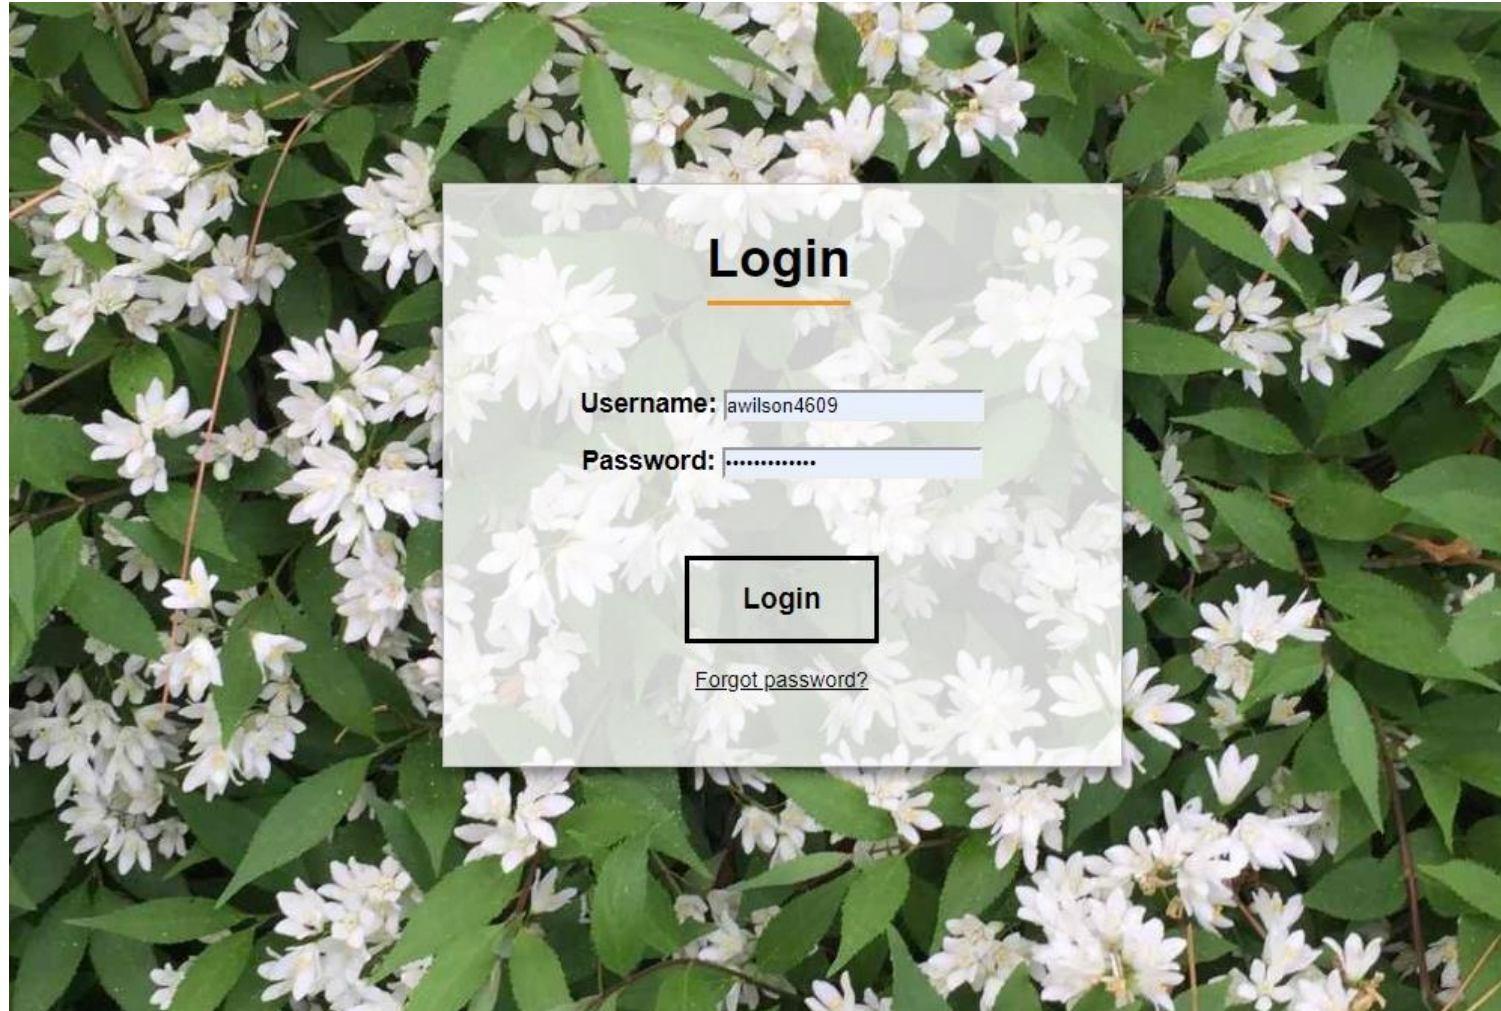 Login
Username: awilson4609
Password: •••••••••••••
Login
Forgot password?